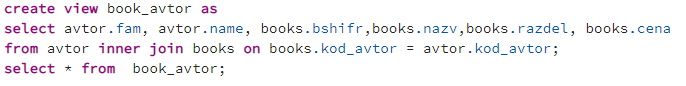 create view book_avtor as
select avtor.fam, avtor.name, books.bshifr,books.nazv,books.razdel, books.cena
from avtor inner join books on books.kod_avtor = avtor.kod_avtor;
select * from  book_avtor;